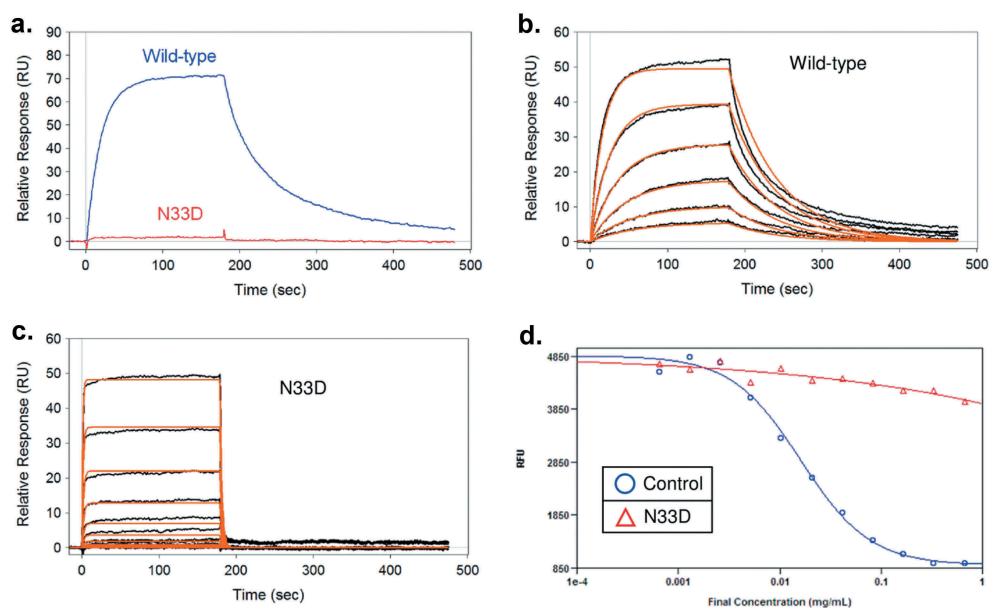 a.
Relative Response (RU)
90
80
70
60
50
40
30
20
10
0
Wild-type
N33D
0
100
200
300
400
500
Time (sec)
b.
Relative Response (RU)
60
50
40
30
20
10
0
Wild-type
0
100
200
300
400
500
Time (sec)
c.
Relative Response (RU)
60
50
40
30
20
10
0
N33D
0
100
200
300
400
500
Time (sec)
d.
RFU
4850
3850
2850
1850
850
Control
N33D
1e-4
0.001
0.01
0.1
1
Final Concentration (mg/mL)